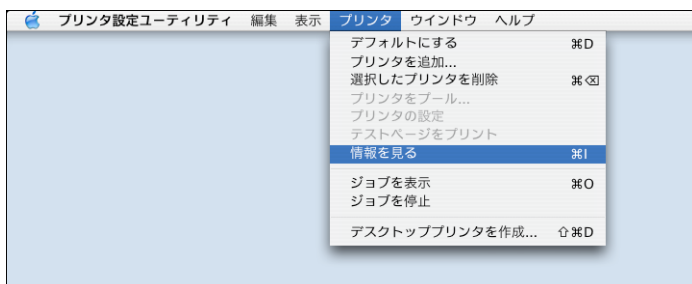 プリンタ設定ユーティリティ 編集 表示 プリンタ ウインドウ ヘルプ
デフォルトにする ⌘D
プリンタを追加...
選択したプリンタを削除 ⌘⌫
プリンタをプール...
プリンタの設定
テストページをプリント
情報を見る ⌘I
ジョブを表示 ⌘O
ジョブを停止
デスクトッププリンタを作成... ⇧⌘D